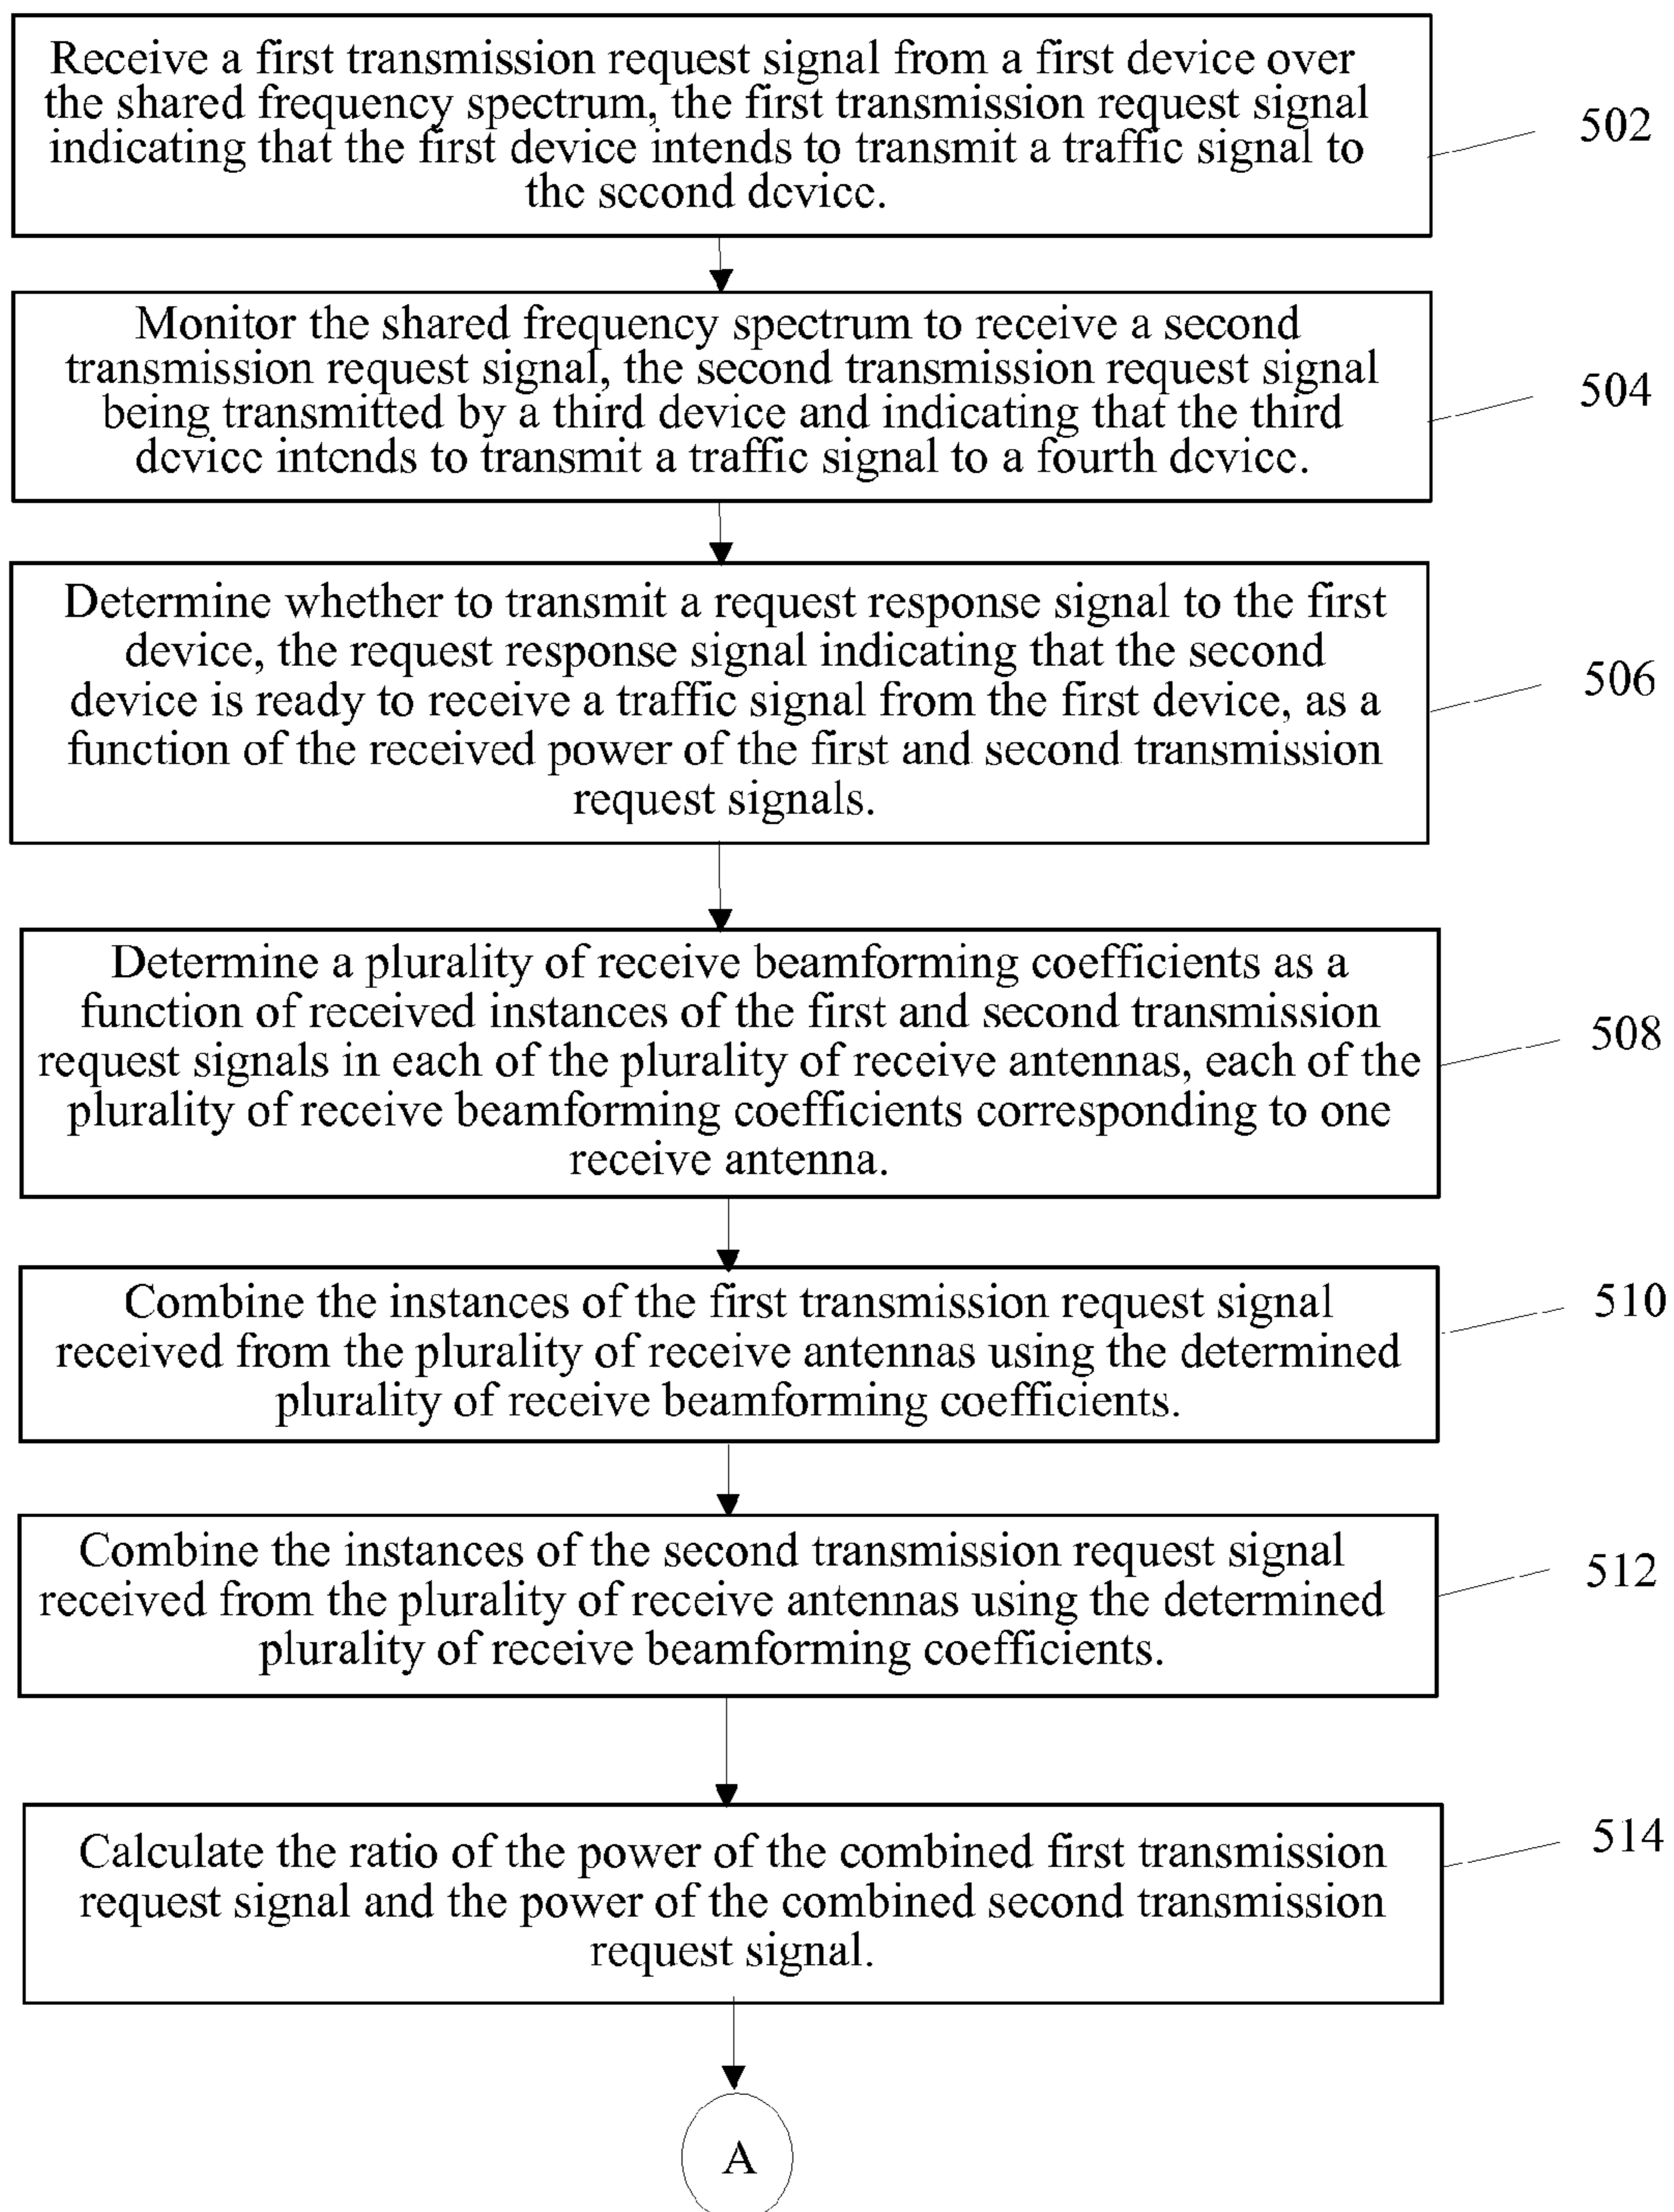 Receive a first transmission request signal from a first device over
the shared frequency spectrum, the first transmission request signal
indicating that the first device intends to transmit a traffic signal to
the second device.
502
Monitor the shared frequency spectrum to receive a second
transmission request signal, the second transmission request signal
being transmitted by a third device and indicating that the third
device intends to transmit a traffic signal to a fourth device.
504
Determine whether to transmit a request response signal to the first
device, the request response signal indicating that the second
device is ready to receive a traffic signal from the first device, as a
function of the received power of the first and second transmission
request signals.
506
Determine a plurality of receive beamforming coefficients as a
function of received instances of the first and second transmission
request signals in each of the plurality of receive antennas, each of the
plurality of receive beamforming coefficients corresponding to one
receive antenna.
508
Combine the instances of the first transmission request signal
received from the plurality of receive antennas using the determined
plurality of receive beamforming coefficients.
510
Combine the instances of the second transmission request signal
received from the plurality of receive antennas using the determined
plurality of receive beamforming coefficients.
512
Calculate the ratio of the power of the combined first transmission
request signal and the power of the combined second transmission
request signal.
514
A